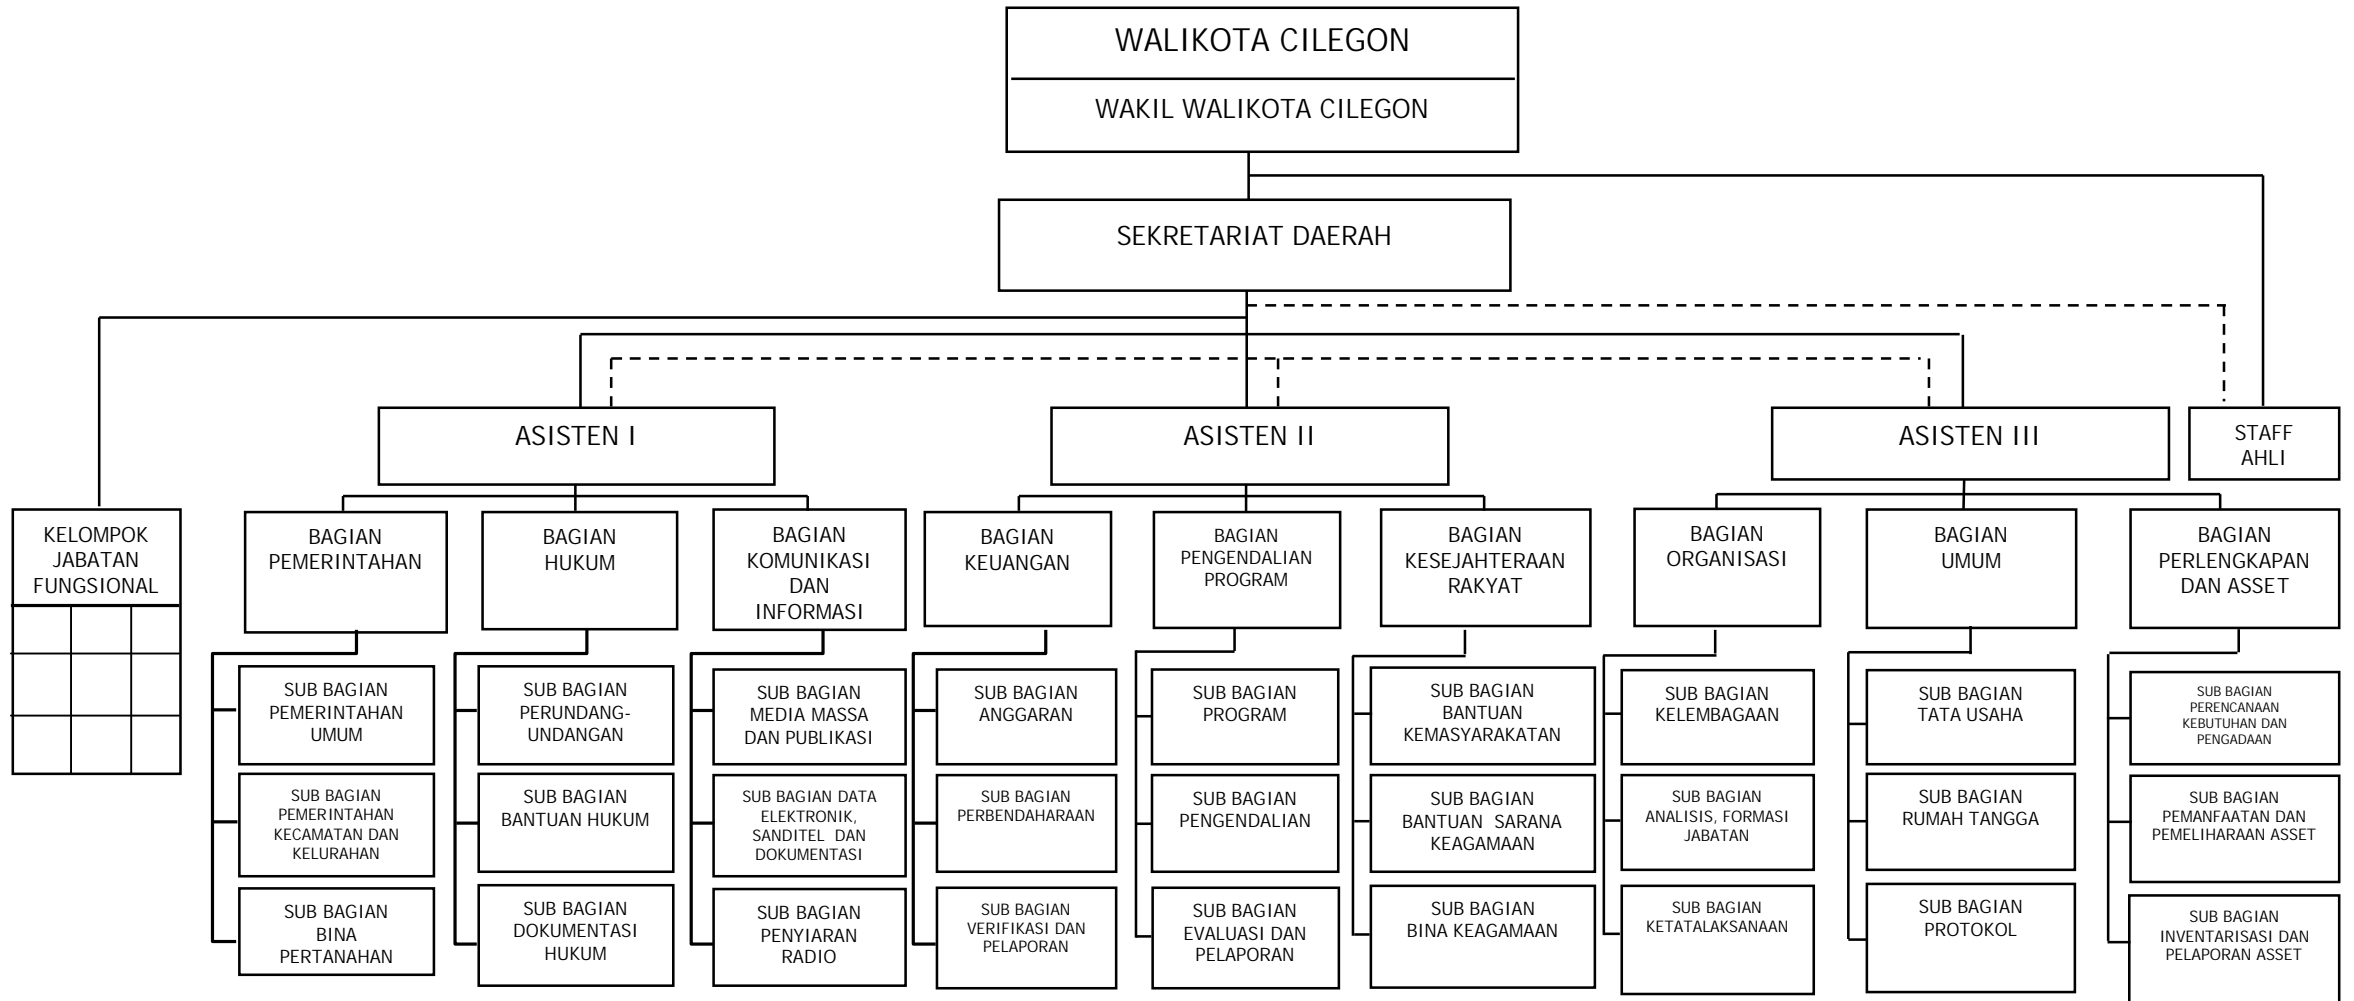 WALIKOTA CILEGON
WAKIL WALIKOTA CILEGON
SEKRETARIAT DAERAH
ASISTEN I
ASISTEN II
ASISTEN III
STAFF
AHLI
KELOMPOK
JABATAN
FUNGSIONAL
BAGIAN
PEMERINTAHAN
BAGIAN
HUKUM
BAGIAN
KOMUNIKASI
DAN
INFORMASI
BAGIAN
KEUANGAN
BAGIAN
PENGENDALIAN
PROGRAM
BAGIAN
KESEJAHTERAAN
RAKYAT
BAGIAN
ORGANISASI
BAGIAN
UMUM
BAGIAN
PERLENGKAPAN
DAN ASSET
SUB BAGIAN
PEMERINTAHAN
UMUM
SUB BAGIAN
PERUNDANG-
UNDANGAN
SUB BAGIAN
MEDIA MASSA
DAN PUBLIKASI
SUB BAGIAN
ANGGARAN
SUB BAGIAN
PROGRAM
SUB BAGIAN
BANTUAN
KEMASYARAKATAN
SUB BAGIAN
KELEMBAGAAN
SUB BAGIAN
TATA USAHA
SUB BAGIAN
PERENCANAAN
KEBUTUHAN DAN
PENGADAAN
SUB BAGIAN
PEMERINTAHAN
KECAMATAN DAN
KELURAHAN
SUB BAGIAN
BANTUAN HUKUM
SUB BAGIAN DATA
ELEKTRONIK,
SANDITEL DAN
DOKUMENTASI
SUB BAGIAN
PERBENDAHARAAN
SUB BAGIAN
PENGENDALIAN
SUB BAGIAN
BANTUAN SARANA
KEAGAMAAN
SUB BAGIAN
ANALISIS, FORMASI
JABATAN
SUB BAGIAN
RUMAH TANGGA
SUB BAGIAN
PEMANFAATAN DAN
PEMELIHARAAN ASSET
SUB BAGIAN
BINA
PERTANAHAN
SUB BAGIAN
DOKUMENTASI
HUKUM
SUB BAGIAN
PENYIARAN
RADIO
SUB BAGIAN
VERIFIKASI DAN
PELAPORAN
SUB BAGIAN
EVALUASI DAN
PELAPORAN
SUB BAGIAN
BINA KEAGAMAAN
SUB BAGIAN
KETATALAKSANAAN
SUB BAGIAN
PROTOKOL
SUB BAGIAN
INVENTARISASI DAN
PELAPORAN ASSET